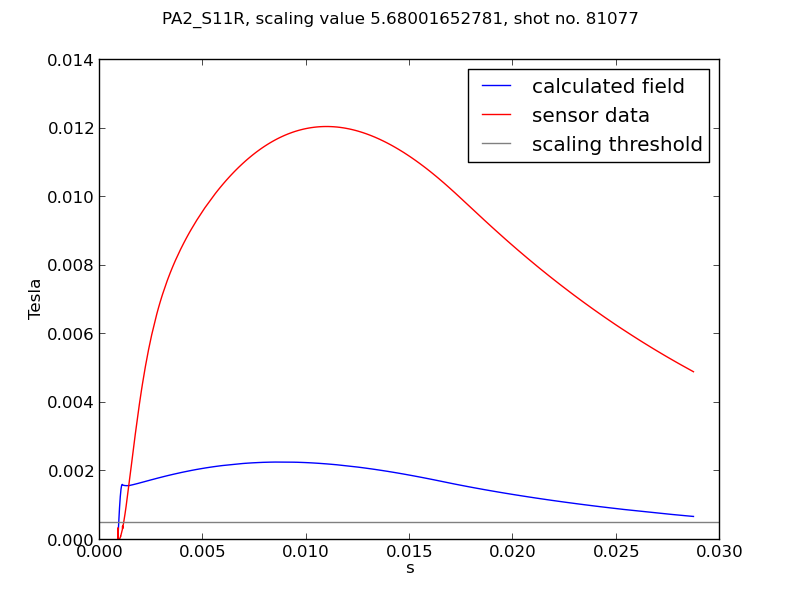 PA2_S11R, scaling value 5.68001652781, shot no. 81077
0.014
0.012
0.010
0.008
0.006
0.004
0.002
0.000
Tesla
calculated field
sensor data
scaling threshold
0.000 0.005 0.010 0.015 0.020 0.025 0.030
s